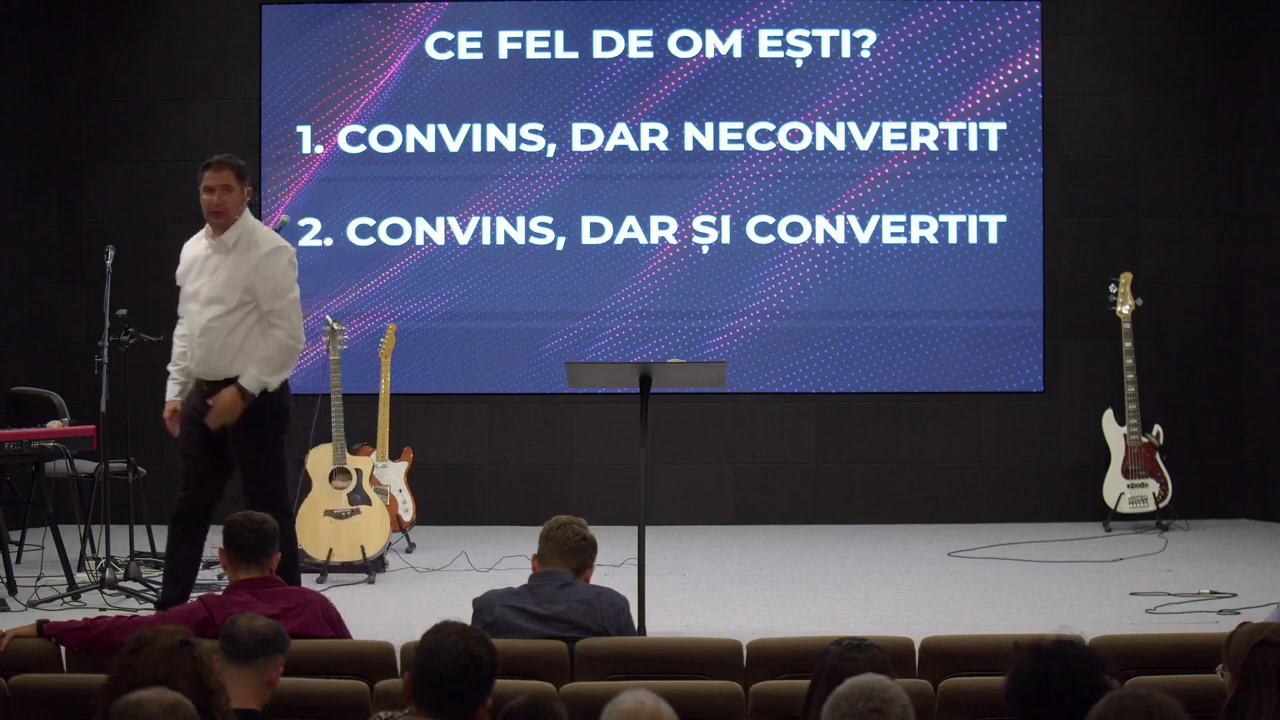 CE FEL DE OM EȘTI?
1. CONVINS, DAR NECONVERTIT
2. CONVINS, DAR ȘI CONVERTIT